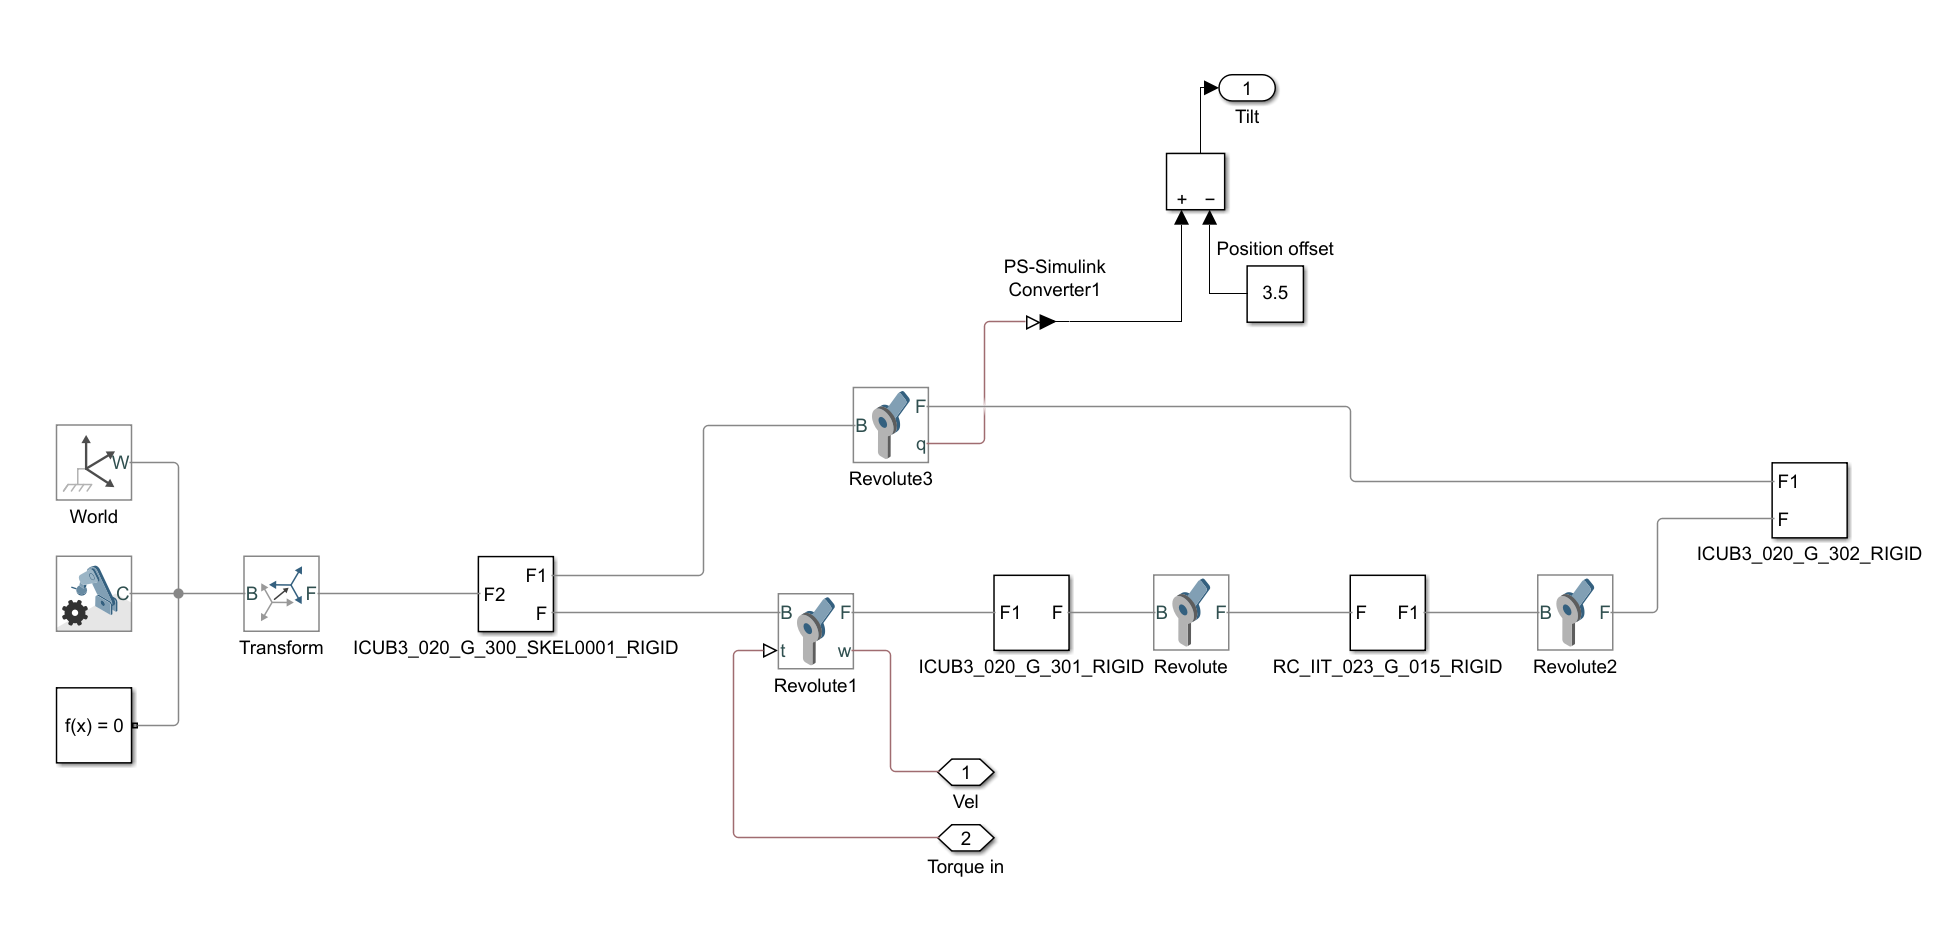 1
Tilt
+ −
Position offset
3.5
PS-Simulink
Converter1
B F
q
Revolute3
W
World
C
B F
Transform
f(x) = 0
F2 F1
F
ICUB3_020_G_300_SKEL0001_RIGID
B F
t w
Revolute1
F1 F
ICUB3_020_G_301_RIGID
B F
Revolute
F F1
RC_IIT_023_G_015_RIGID
B F
Revolute2
F1
F
ICUB3_020_G_302_RIGID
1
Vel
2
Torque in